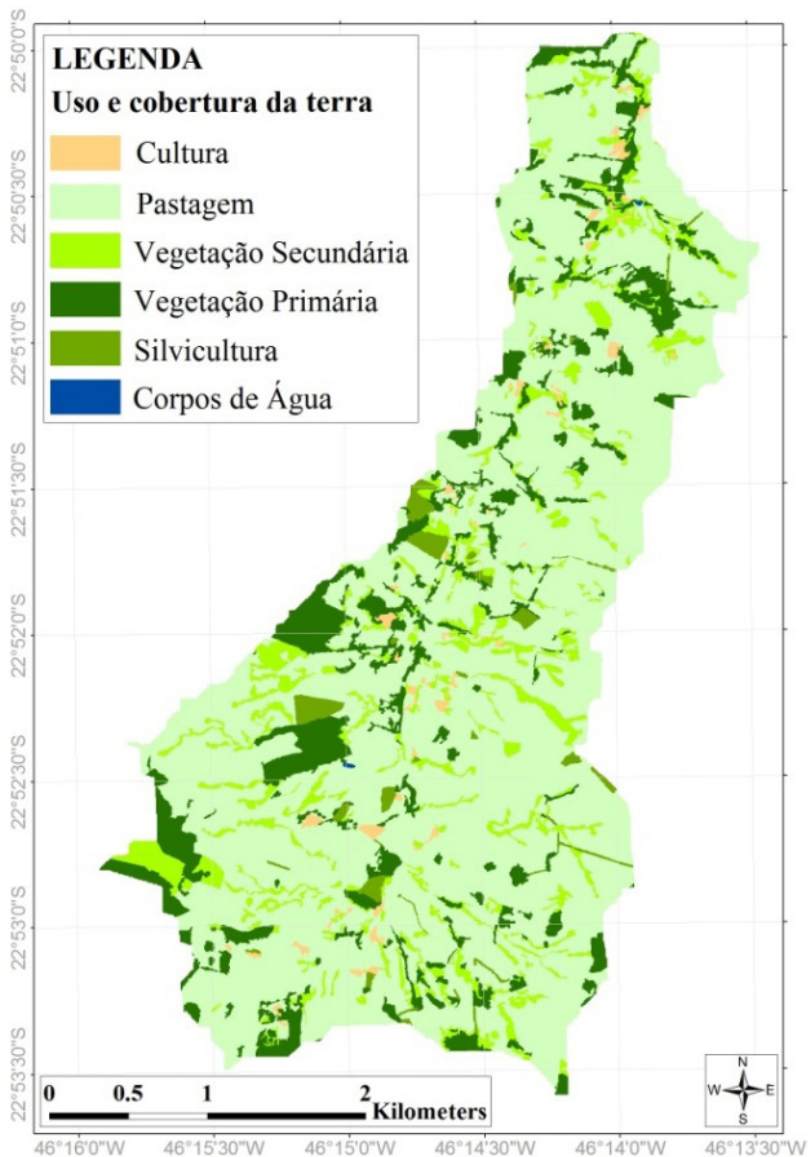 LEGENDA
Uso e cobertura da terra
Cultura
Pastagem
Vegetação Secundária
Vegetação Primária
Silvicultura
Corpos de Água
22°50'0"S
22°50'30"S
22°51'0"S
22°51'30"S
22°52'0"S
22°52'30"S
22°53'0"S
22°53'30"S
0 0.5 1 2
Kilometers
N
W E
S
46°16'0"W 46°15'30"W 46°15'0"W 46°14'30"W 46°14'0"W 46°13'30"W